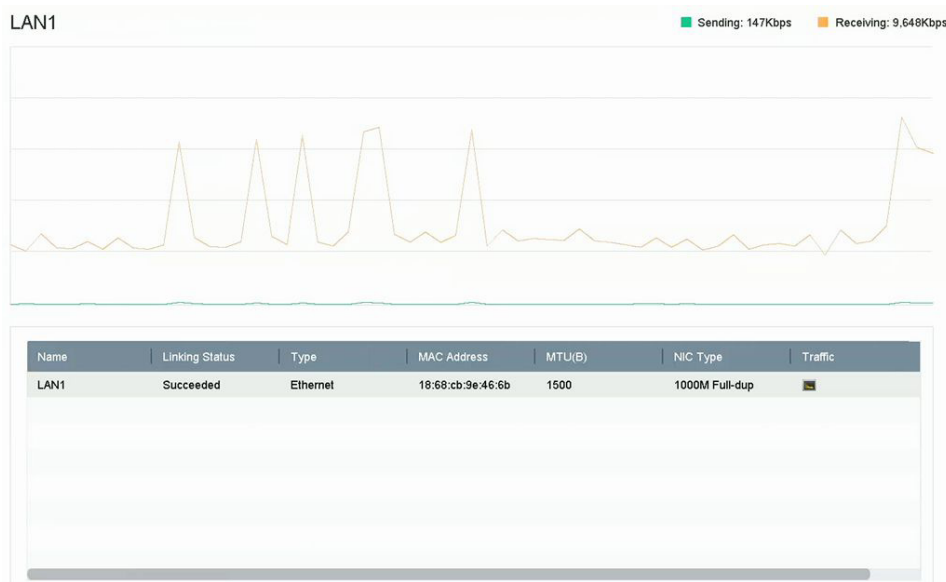 LAN1
Sending: 147Kbps Receiving: 9,648Kbps
Name Linking Status Type MAC Address MTU(B) NIC Type Traffic
LAN1 Succeeded Ethernet 18:68:cb:9e:46:6b 1500 1000M Full-dup